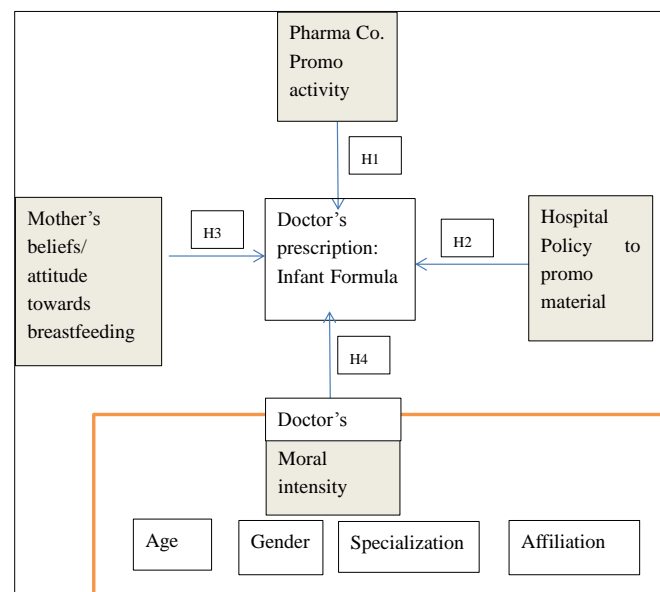 Pharma Co.
Promo
activity
H1
Mother's
beliefs/
attitude
towards
breastfeeding
H3
Doctor's
prescription:
Infant Formula
H2
Hospital
Policy to
promo
material
H4
Doctor's
Moral
intensity
Age
Gender
Specialization
Affiliation